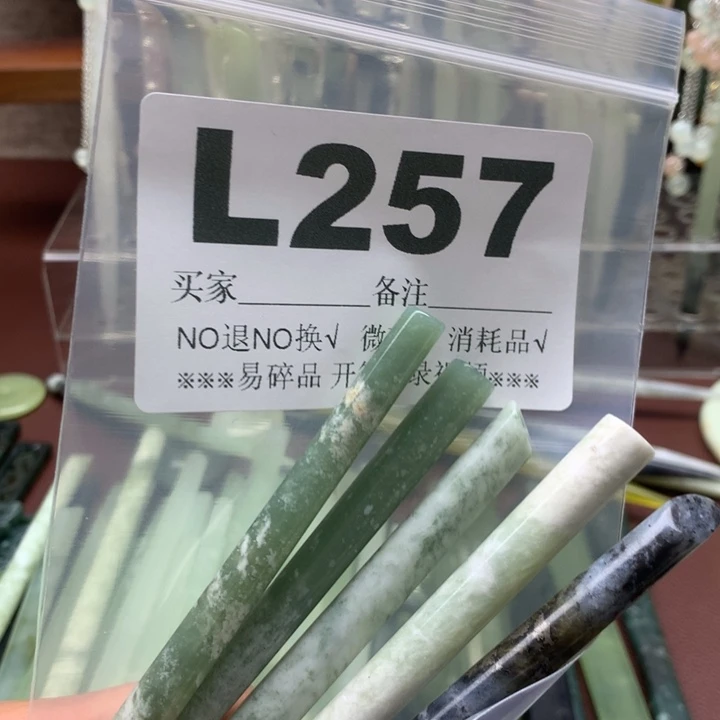 L257
买家________备注________
NO退NO换√ 微 消耗品√
※※※易碎品 开 录 ※※※